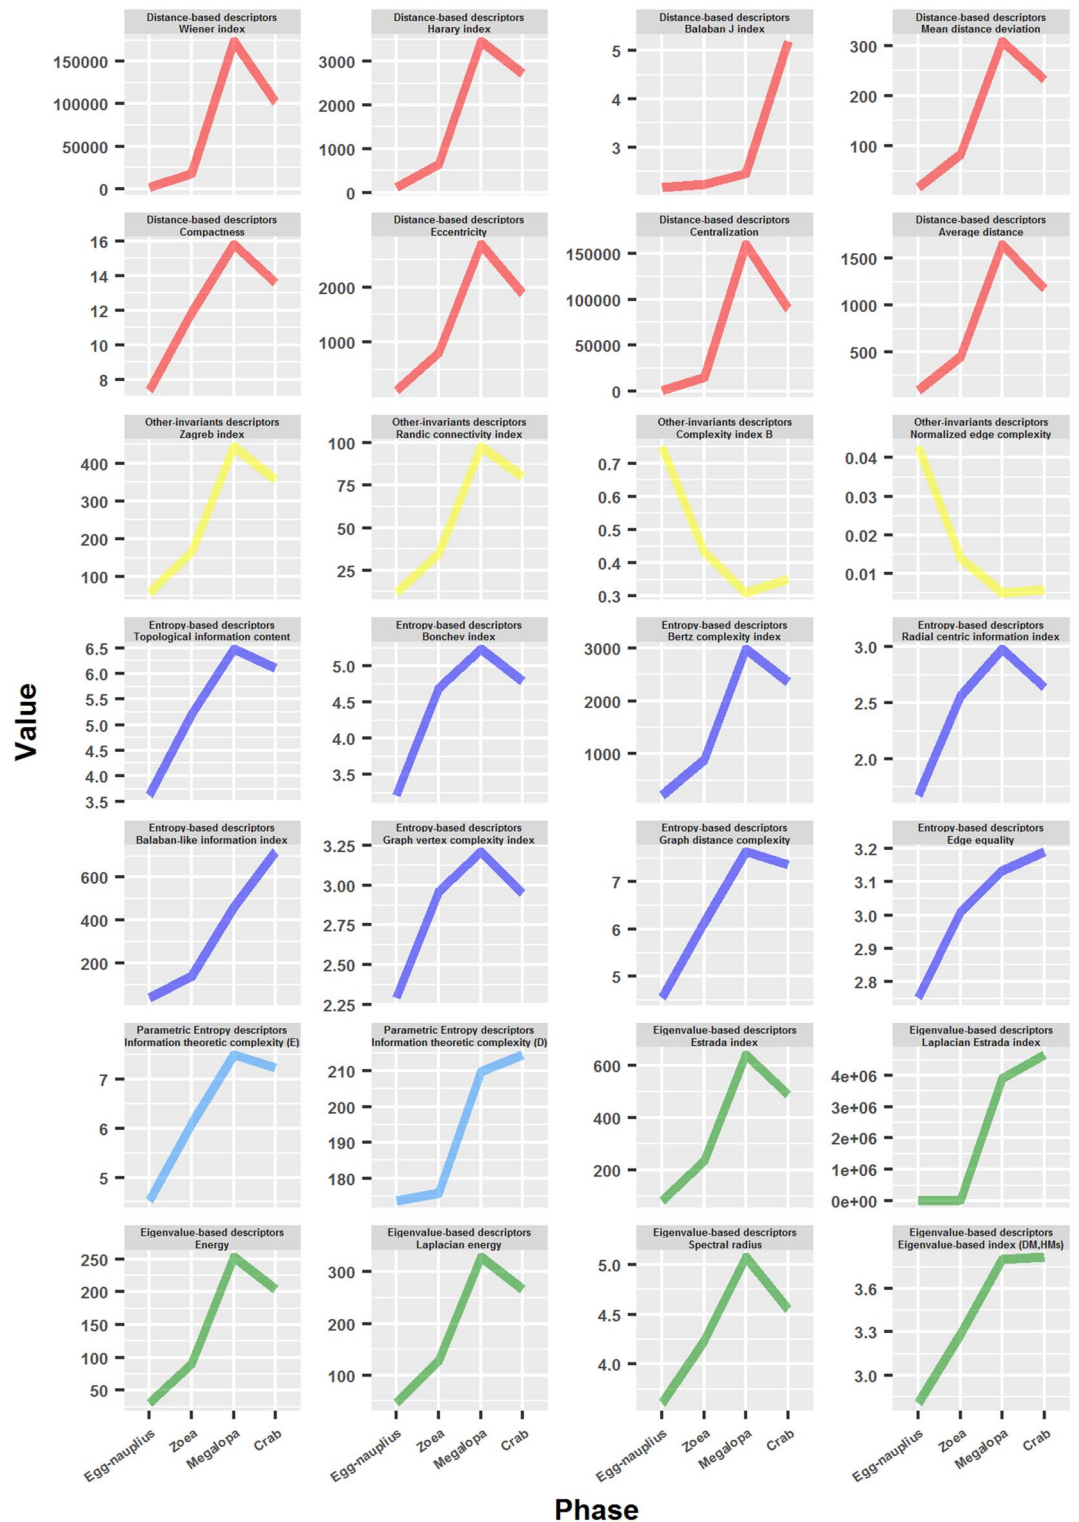 Distance-based descriptors
Wiener index
150000
100000
50000
0
Distance-based descriptors
Harary index
3000
2000
1000
0
Distance-based descriptors
Balaban J index
5
4
3
Distance-based descriptors
Mean distance deviation
300
200
100
Distance-based descriptors
Compactness
16
14
12
10
8
Distance-based descriptors
Eccentricity
2000
1000
Distance-based descriptors
Centralization
150000
100000
50000
0
Distance-based descriptors
Average distance
1500
1000
500
Other-invariants descriptors
Zagreb index
400
300
200
100
Other-invariants descriptors
Randic connectivity index
100
75
50
25
Other-invariants descriptors
Complexity index B
0.7
0.6
0.5
0.4
0.3
Other-invariants descriptors
Normalized edge complexity
0.04
0.03
0.02
0.01
Entropy-based descriptors
Topological information content
6.5
6.0
5.5
5.0
4.5
4.0
3.5
Entropy-based descriptors
Bonchev index
5.0
4.5
4.0
3.5
Entropy-based descriptors
Bertz complexity index
3000
2000
1000
Entropy-based descriptors
Radial centric information index
3.0
2.5
2.0
Value
Entropy-based descriptors
Balaban-like information index
600
400
200
Entropy-based descriptors
Graph vertex complexity index
3.25
3.00
2.75
2.50
2.25
Entropy-based descriptors
Graph distance complexity
7
6
5
Entropy-based descriptors
Edge equality
3.2
3.1
3.0
2.9
2.8
Parametric Entropy descriptors
Information theoretic complexity (E)
7
6
5
Parametric Entropy descriptors
Information theoretic complexity (D)
210
200
190
180
Eigenvalue-based descriptors
Estrada index
600
400
200
Eigenvalue-based descriptors
Laplacian Estrada index
4e+06
3e+06
2e+06
1e+06
0e+00
Eigenvalue-based descriptors
Energy
250
200
150
100
50
Eigenvalue-based descriptors
Laplacian energy
300
200
100
Eigenvalue-based descriptors
Spectral radius
5.0
4.5
4.0
Eigenvalue-based descriptors
Eigenvalue-based index (DM,HMs)
3.6
3.3
3.0
Egg-nauplius
Zoea
Megalopa
Crab
Egg-nauplius
Zoea
Megalopa
Crab
Egg-nauplius
Zoea
Megalopa
Crab
Egg-nauplius
Zoea
Megalopa
Crab
Phase